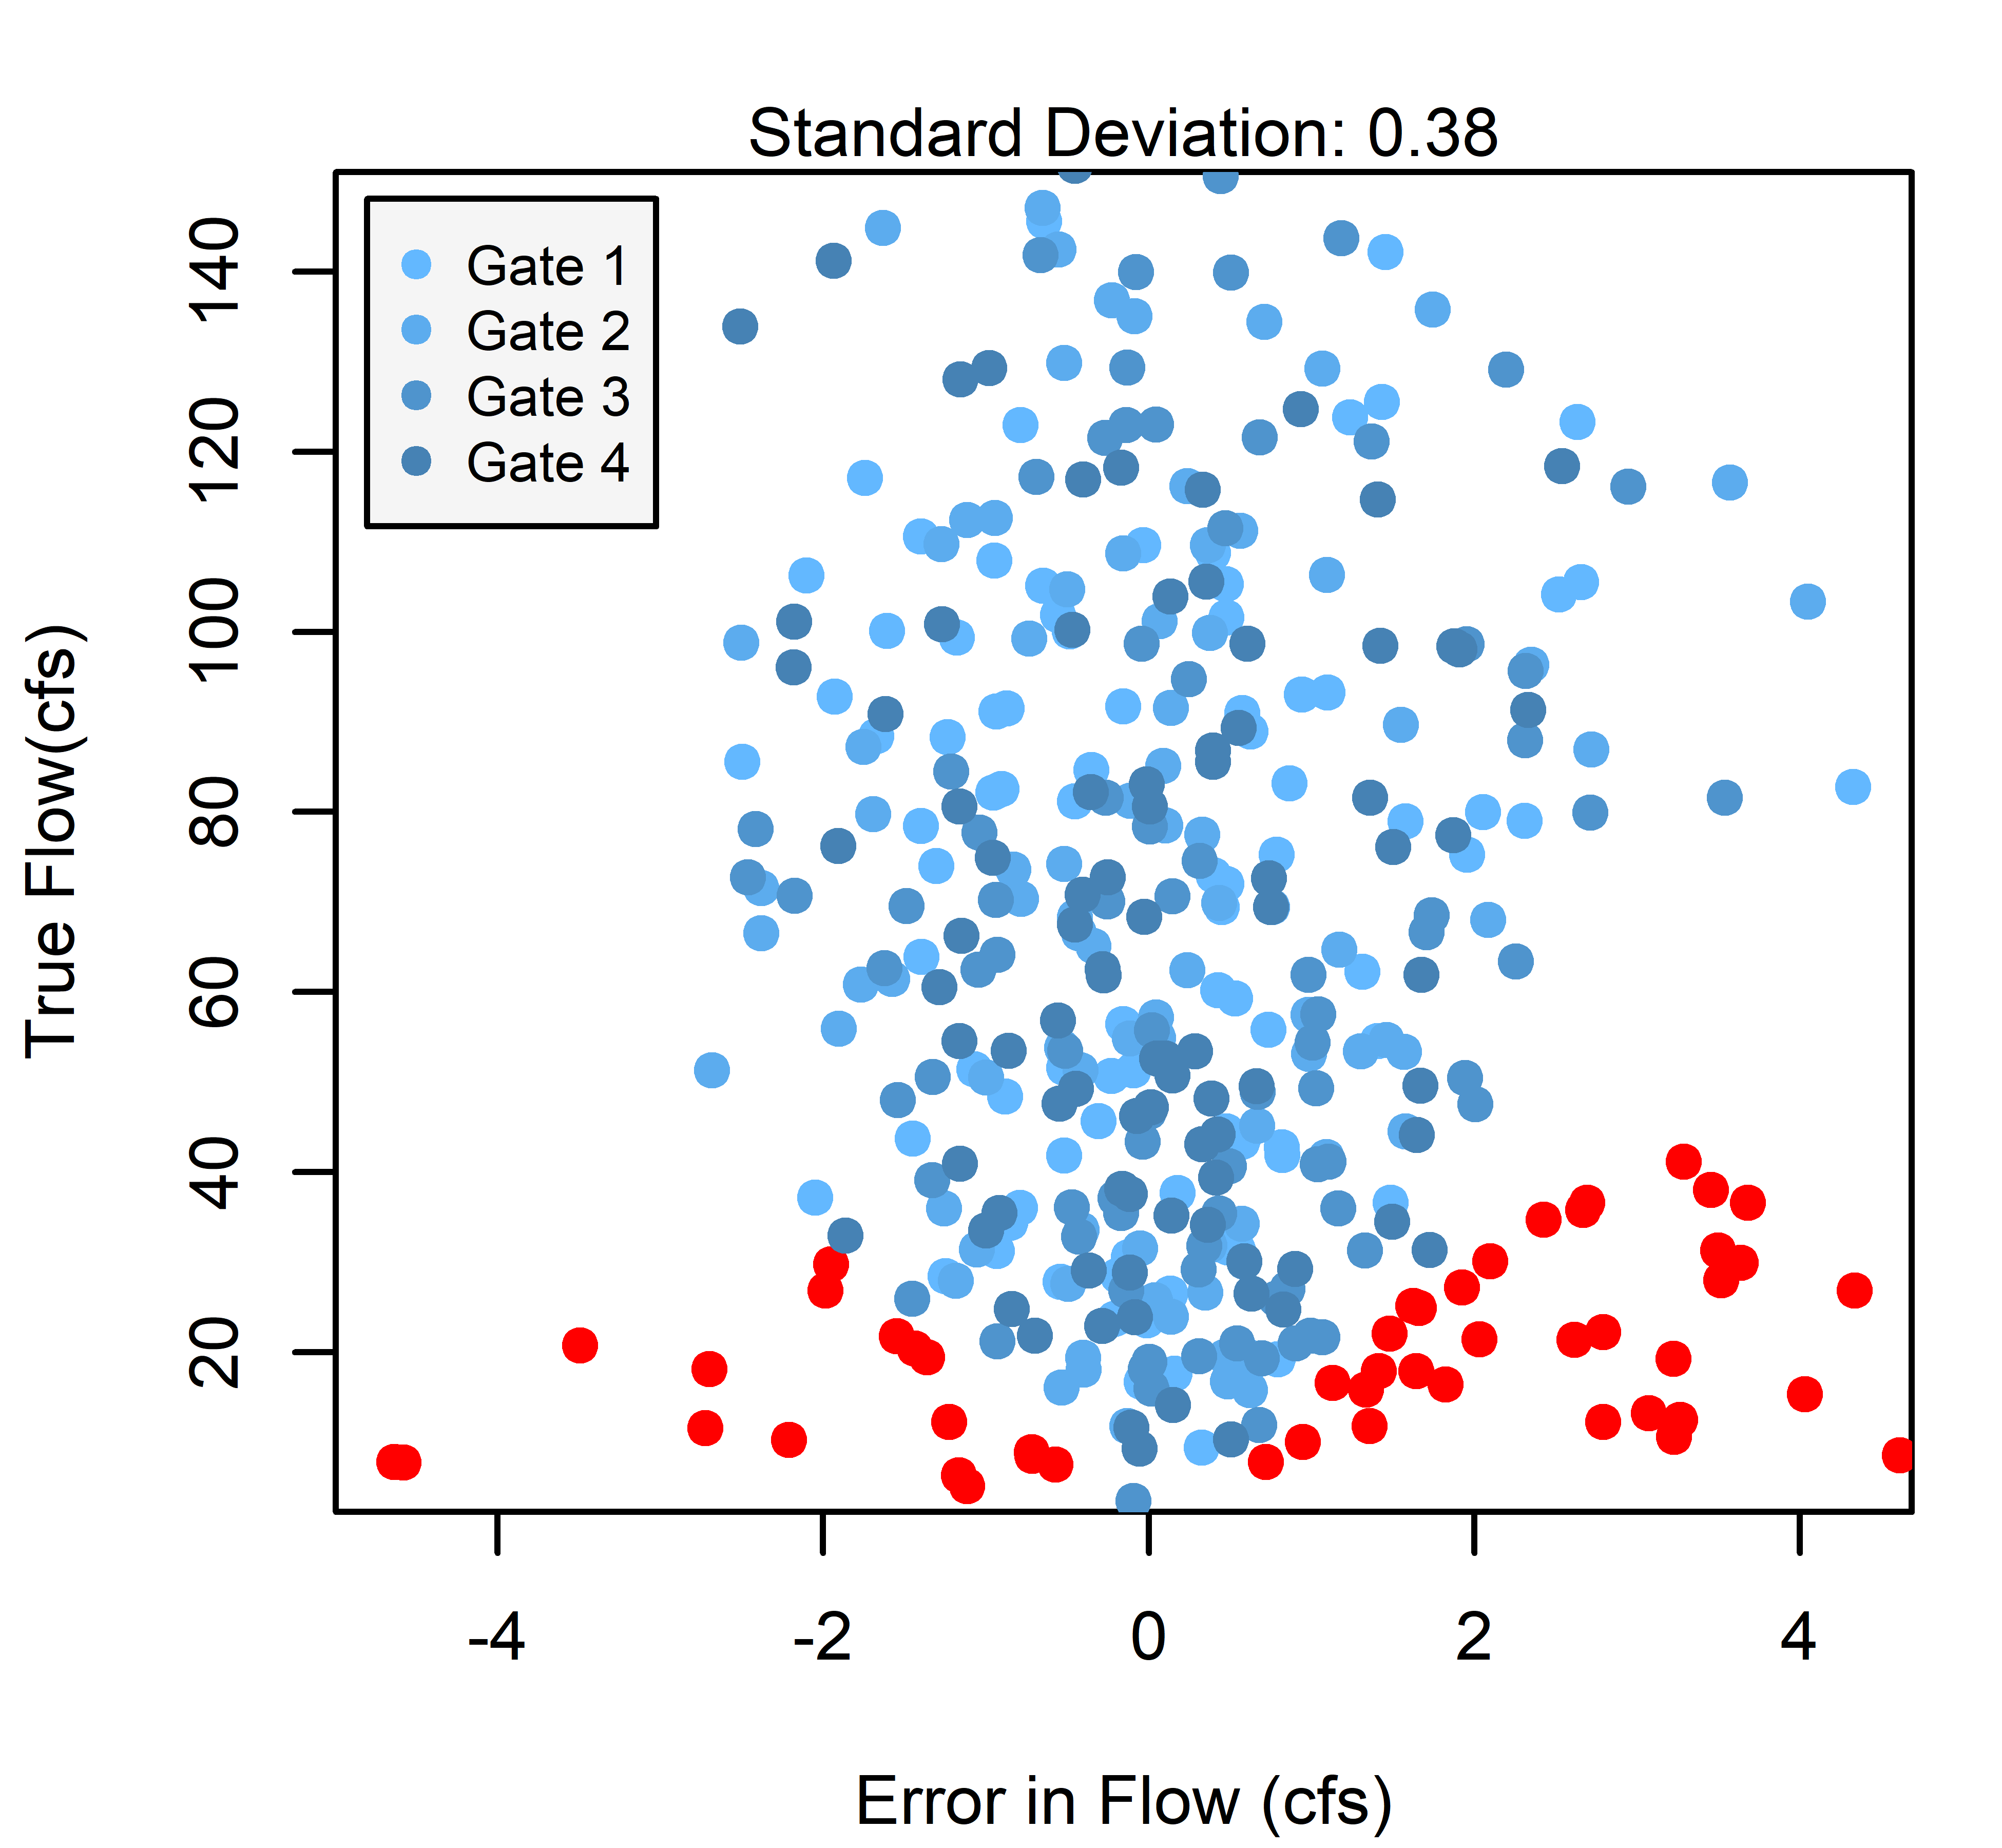 Standard Deviation: 0.38
Gate 1
Gate 2
Gate 3
Gate 4
True Flow(cfs)
140
120
100
80
60
40
20
-4 -2 0 2 4
Error in Flow (cfs)